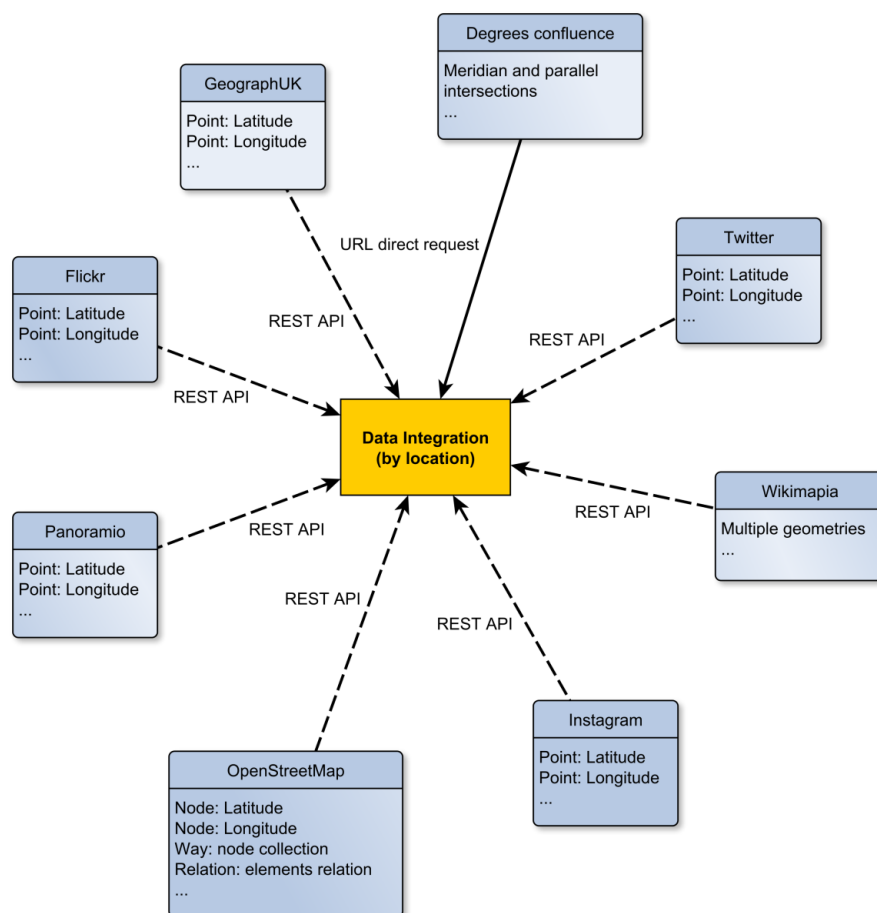 Degrees confluence
Meridian and parallel
intersections
...
GeographUK
Point: Latitude
Point: Longitude
...
URL direct request
Twitter
Point: Latitude
Point: Longitude
...
Flickr
Point: Latitude
Point: Longitude
...
REST API
REST API
REST API
Data Integration
(by location)
Wikimapia
Multiple geometries
...
REST API
Panoramio
Point: Latitude
Point: Longitude
...
REST API
REST API
REST API
Instagram
Point: Latitude
Point: Longitude
...
OpenStreetMap
Node: Latitude
Node: Longitude
Way: node collection
Relation: elements relation
...